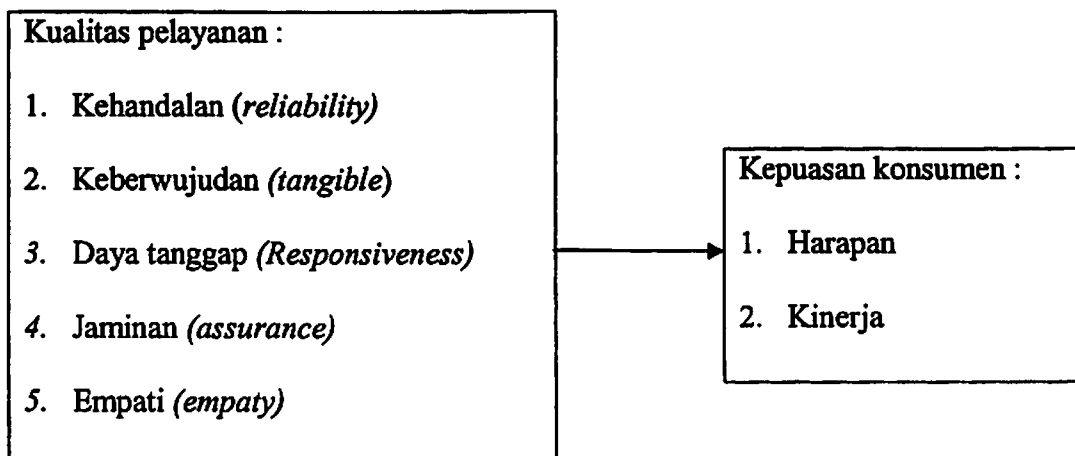 Kualitas pelayanan :
1. Kehandalan (reliability)
2. Keberwujudan (tangible)
3. Daya tanggap (Responsiveness)
4. Jaminan (assurance)
5. Empati (empaty)
Kepuasan konsumen :
1. Harapan
2. Kinerja